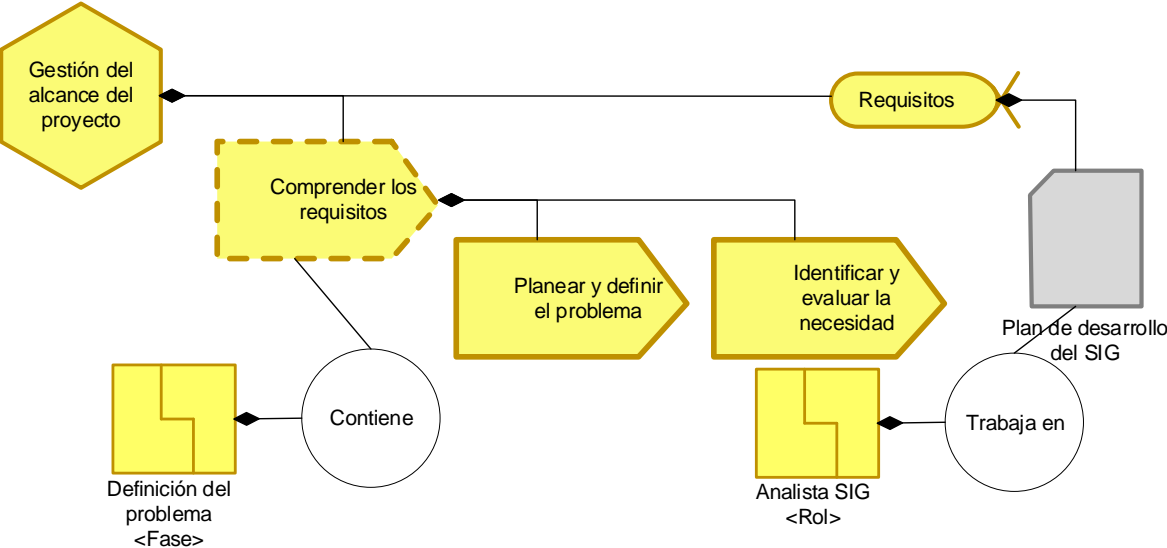 Gestión del
alcance del
proyecto
Requisitos
Comprender los
requisitos
Planear y definir
el problema
Identificar y
evaluar la
necesidad
Plan de desarrollo
del SIG
Contiene
Trabaja en
Definición del
problema
<Fase>
Analista SIG
<Rol>